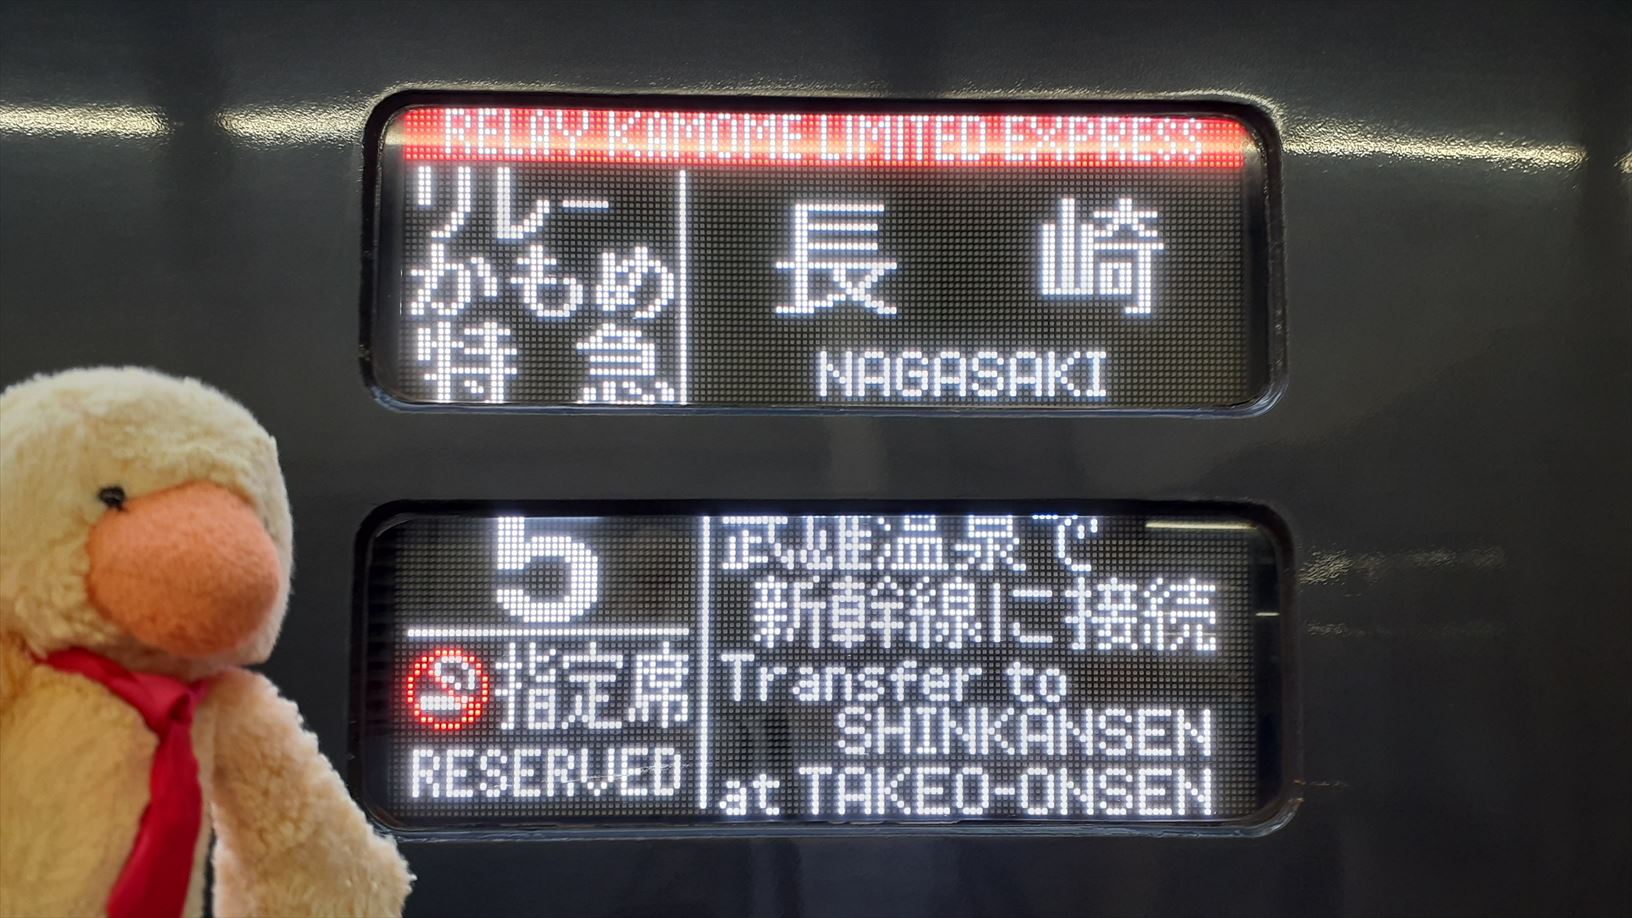 RELAY KAMOME LIMITED EXPRESS
リレー
かもめ
特 急
長 崎
NAGASAKI
5
指定席
RESERVED
武雄温泉で
新幹線に接続
Transfer to
SHINKANSEN
at TAKEO-ONSEN